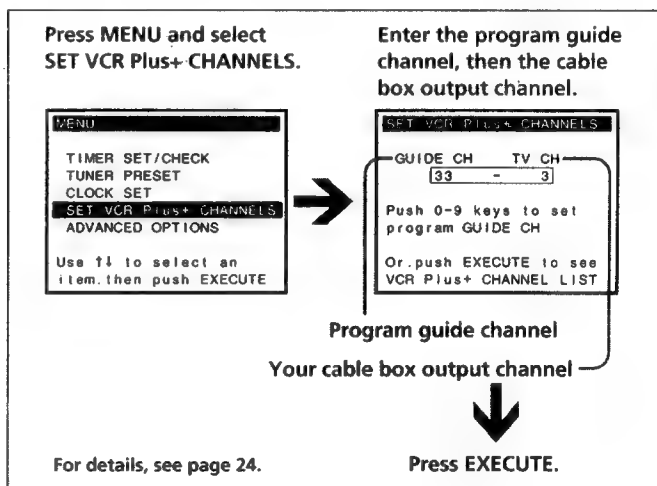 Press MENU and select
SET VCR Plus+ CHANNELS.
MENU
TIMER SET/CHECK
TUNER PRESET
CLOCK SET
SET VCR Plus+ CHANNELS
ADVANCED OPTIONS
Use ↑↓ to select an
item.then push EXECUTE
Enter the program guide
channel, then the cable
box output channel.
SET VCR Plus+ CHANNELS
GUIDE CH TV CH
33 - 3
Push 0-9 keys to set
program GUIDE CH
Or.push EXECUTE to see
VCR Plus+ CHANNEL LIST
Program guide channel
Your cable box output channel
For details, see page 24.
Press EXECUTE.